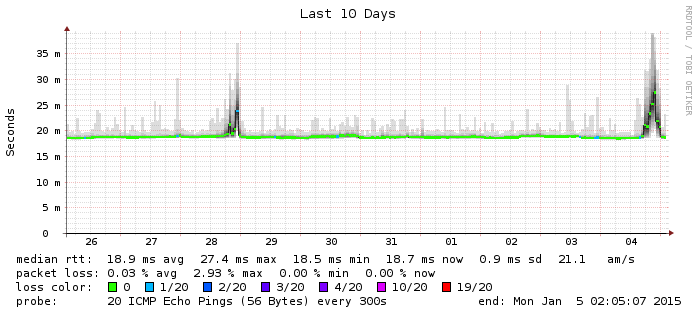 Last 10 Days
RRDTOOL / TOBI OETIKER
Seconds
35 m
30 m
25 m
20 m
15 m
10 m
5 m
0
26 27 28 29 30 31 01 02 03 04
median rtt: 18.9 ms avg 27.4 ms max 18.5 ms min 18.7 ms now 0.9 ms sd 21.1 am/s
packet loss: 0.03 % avg 2.93 % max 0.00 % min 0.00 % now
loss color: 0 1/20 2/20 3/20 4/20 10/20 19/20
probe: 20 ICMP Echo Pings (56 Bytes) every 300s end: Mon Jan 5 02:05:07 2015